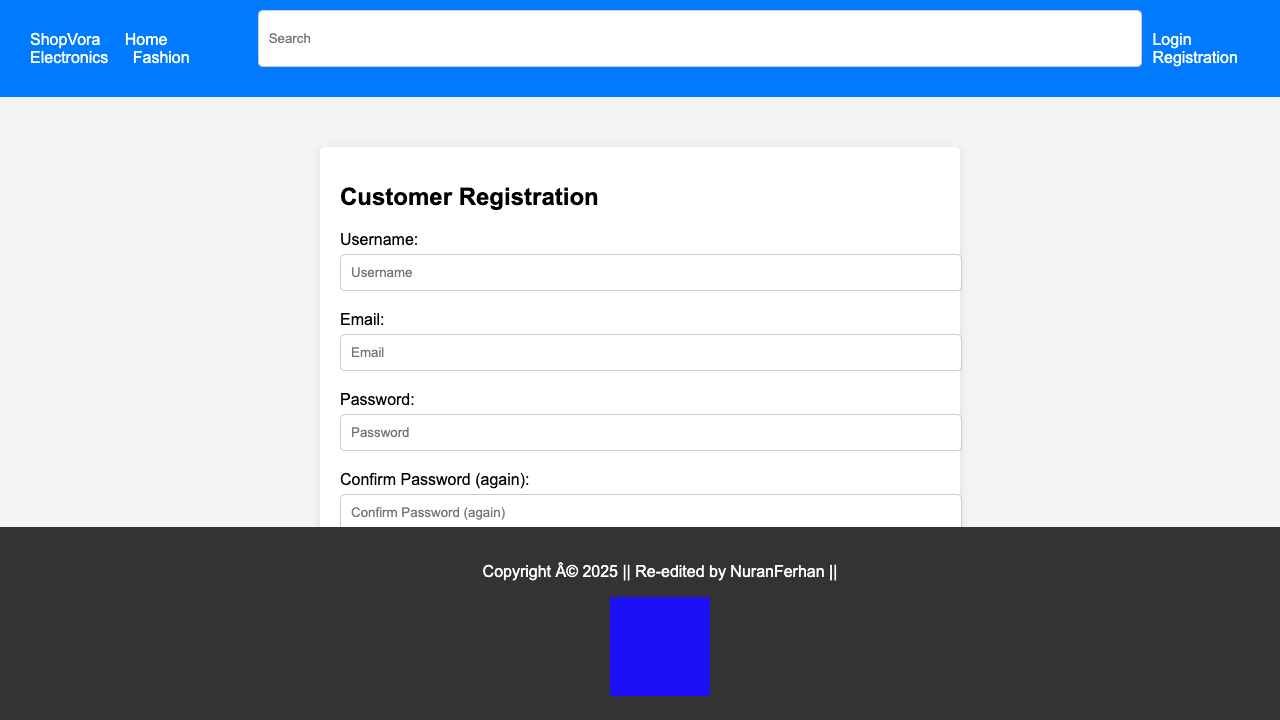 ShopVora Home
Electronics Fashion
Search
Login
Registration
Customer Registration
Username:
Username
Email:
Email
Password:
Password
Confirm Password (again):
Confirm Password (again)
Copyright Â© 2025 || Re-edited by NuranFerhan ||